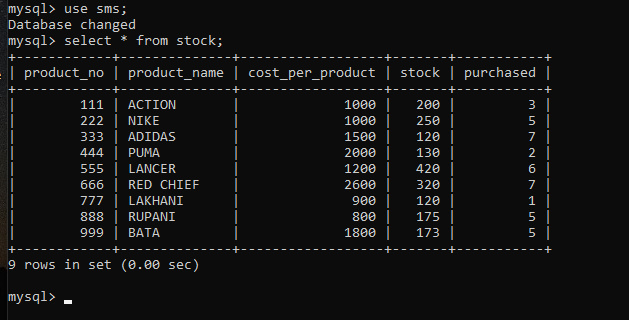 mysql> use sms;
Database changed
mysql> select * from stock;
+------------+--------------+------------------+-------+-----------+
| product_no | product_name | cost_per_product | stock | purchased |
+------------+--------------+------------------+-------+-----------+
|        111 | ACTION       |             1000 |   200 |         3 |
|        222 | NIKE         |             1000 |   250 |         5 |
|        333 | ADIDAS       |             1500 |   120 |         7 |
|        444 | PUMA         |             2000 |   130 |         2 |
|        555 | LANCER       |             1200 |   420 |         6 |
|        666 | RED CHIEF    |             2600 |   320 |         7 |
|        777 | LAKHANI      |              900 |   120 |         1 |
|        888 | RUPANI       |              800 |   175 |         5 |
|        999 | BATA         |             1800 |   173 |         5 |
+------------+--------------+------------------+-------+-----------+
9 rows in set (0.00 sec)
mysql> _